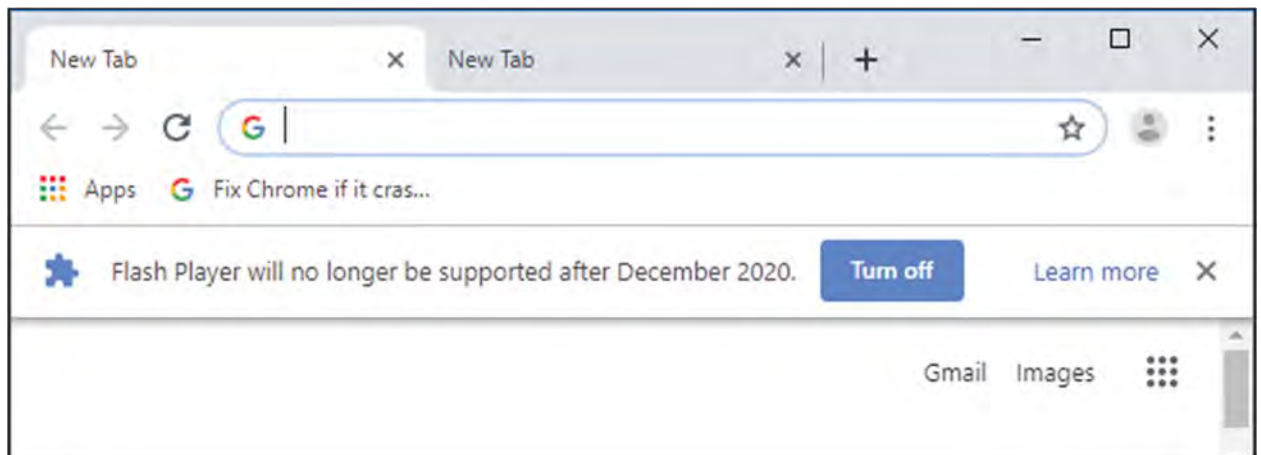 New Tab New Tab
Apps Fix Chrome if it cras...
Flash Player will no longer be supported after December 2020. Turn off Learn more
Gmail Images